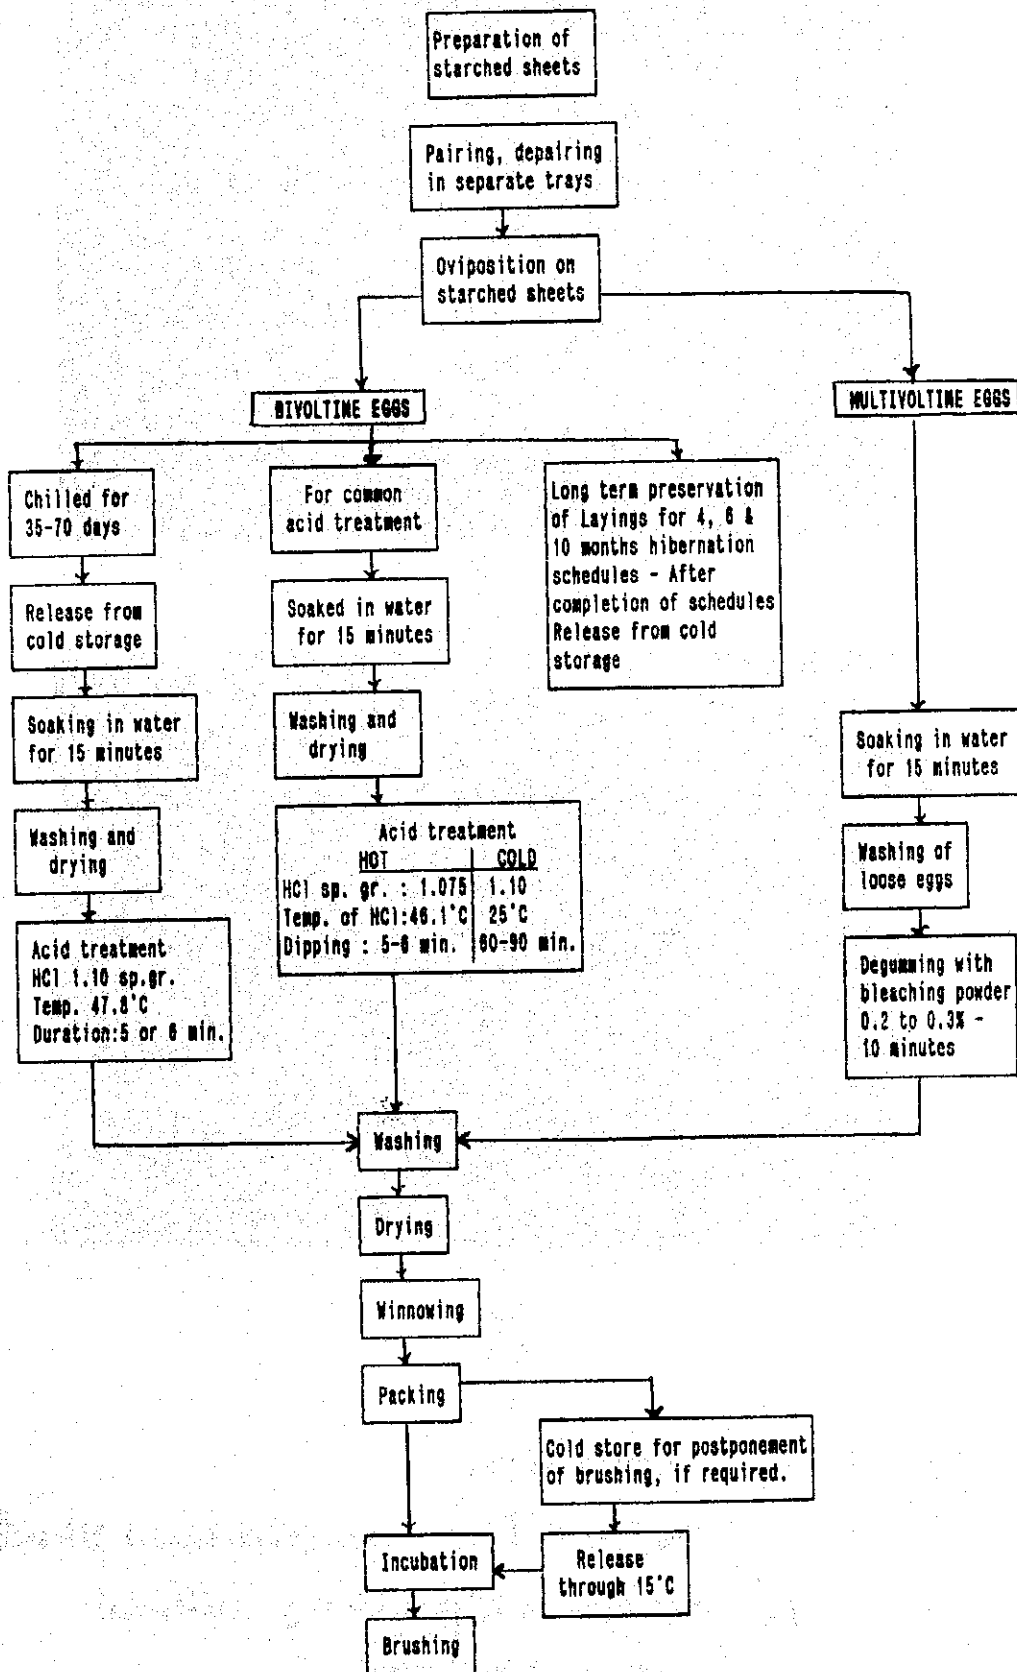 Preparation of
starched sheets
Pairing, depairing
in separate trays
Oviposition on
starched sheets
BIVOLTINE EGGS
MULTIVOLTINE EGGS
Chilled for
35-70 days
Release from
cold storage
Soaking in water
for 15 minutes
Washing and
drying
Acid treatment
HCl 1.10 sp.gr.
Temp. 47.8°C
Duration:5 or 6 min.
For common
acid treatment
Soaked in water
for 15 minutes
Washing and
drying
Acid treatment
HOT COLD
HCl sp. gr. : 1.075 1.10
Temp. of HCl:46.1°C 25°C
Dipping : 5-6 min. 60-90 min.
Long term preservation
of Layings for 4, 6 &
10 months hibernation
schedules - After
completion of schedules
Release from cold
storage
Soaking in water
for 15 minutes
Washing of
loose eggs
Degumming with
bleaching powder
0.2 to 0.3% -
10 minutes
Washing
Drying
Winnowing
Packing
Cold store for postponement
of brushing, if required.
Release
through 15°C
Incubation
Brushing